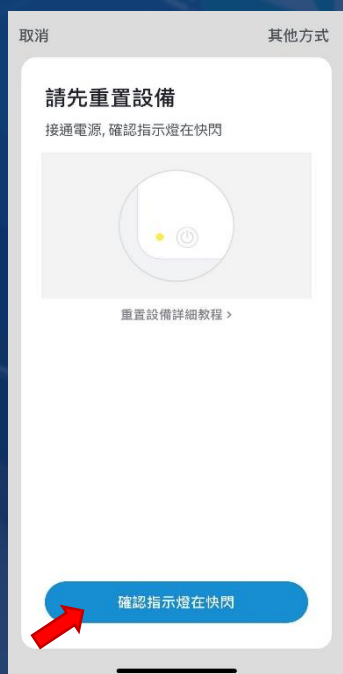 取消
其他方式
請先重置設備
接通電源, 確認指示燈在快閃
重置設備詳細教程 >
確認指示燈在快閃